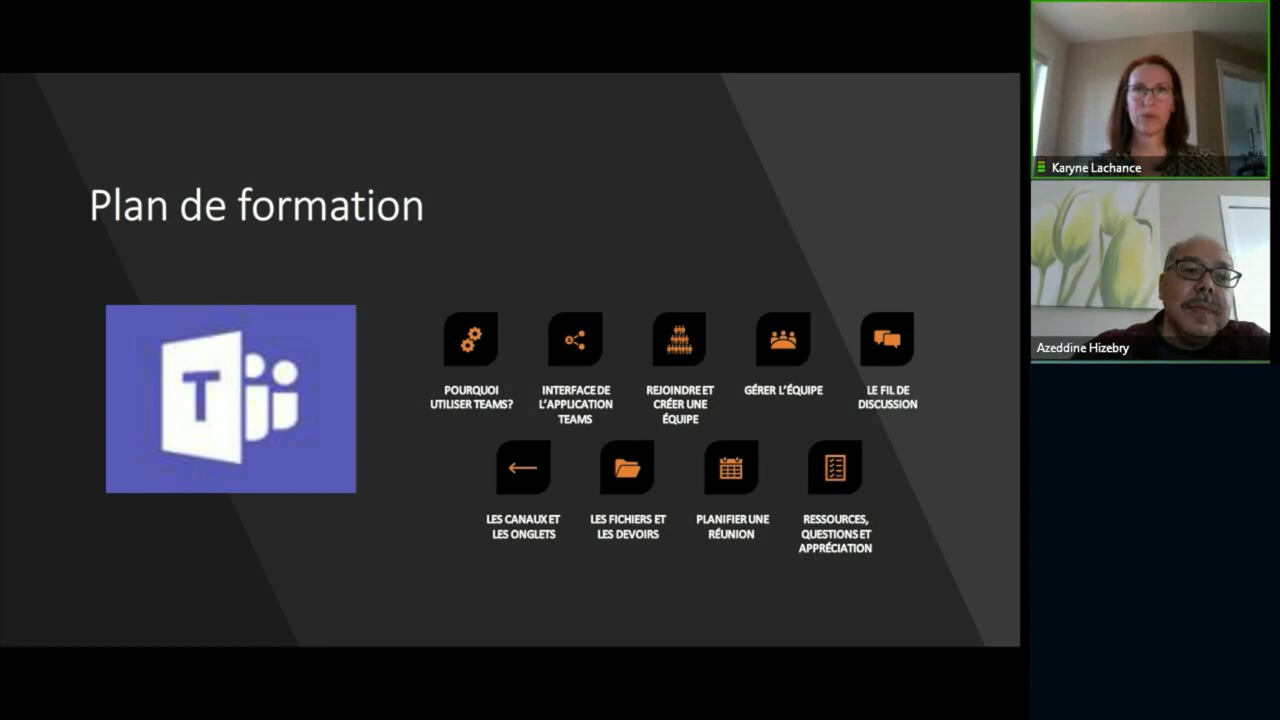 Plan de formation
T
POURQUOI
UTILISER TEAMS?
INTERFACE DE
L'APPLICATION
TEAMS
REJOINDRE ET
CRÉER UNE
ÉQUIPE
GÉRER L'ÉQUIPE
LE FIL DE
DISCUSSION
LES CANAUX ET
LES ONGLETS
LES FICHIERS ET
LES DEVOIRS
PLANIFIER UNE
RÉUNION
RESSOURCES,
QUESTIONS ET
APPRÉCIATION
Karyne Lachance
Azeddine Hizebry